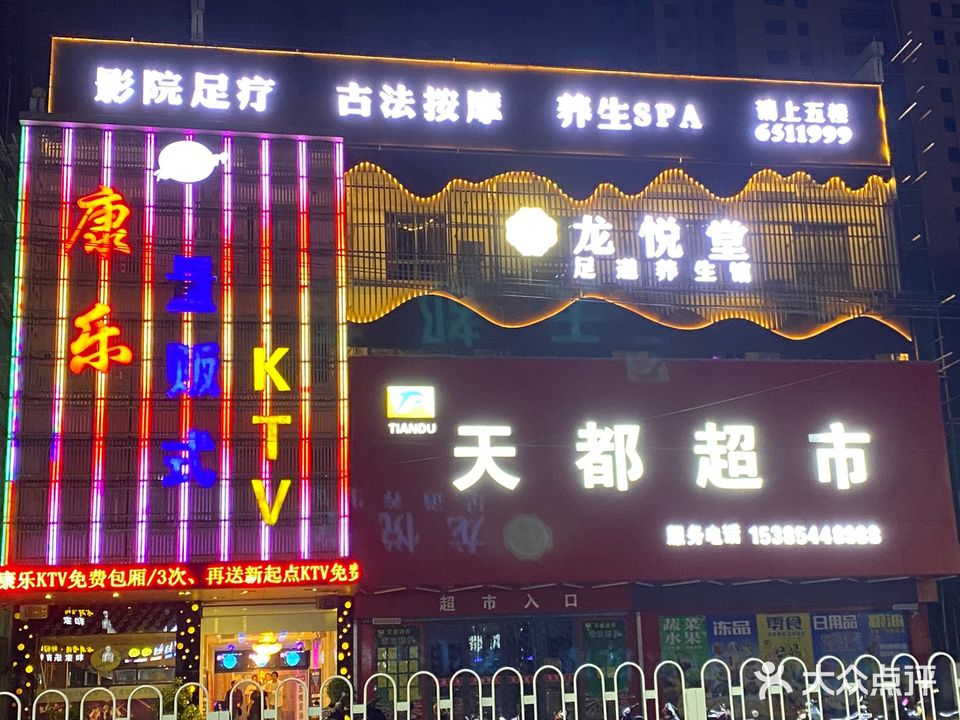 影院足疗 古法按摩 养生SPA 请上五楼
6511999
康乐
量贩式
KTV
龙悦堂
足道养生馆
TIANDU
天都超市
服务电话
康乐KTV免费包厢/3次、再送新起点KTV免费
超市入口
蔬菜
水果
冻品
零食
日用品
粮油
大众点评